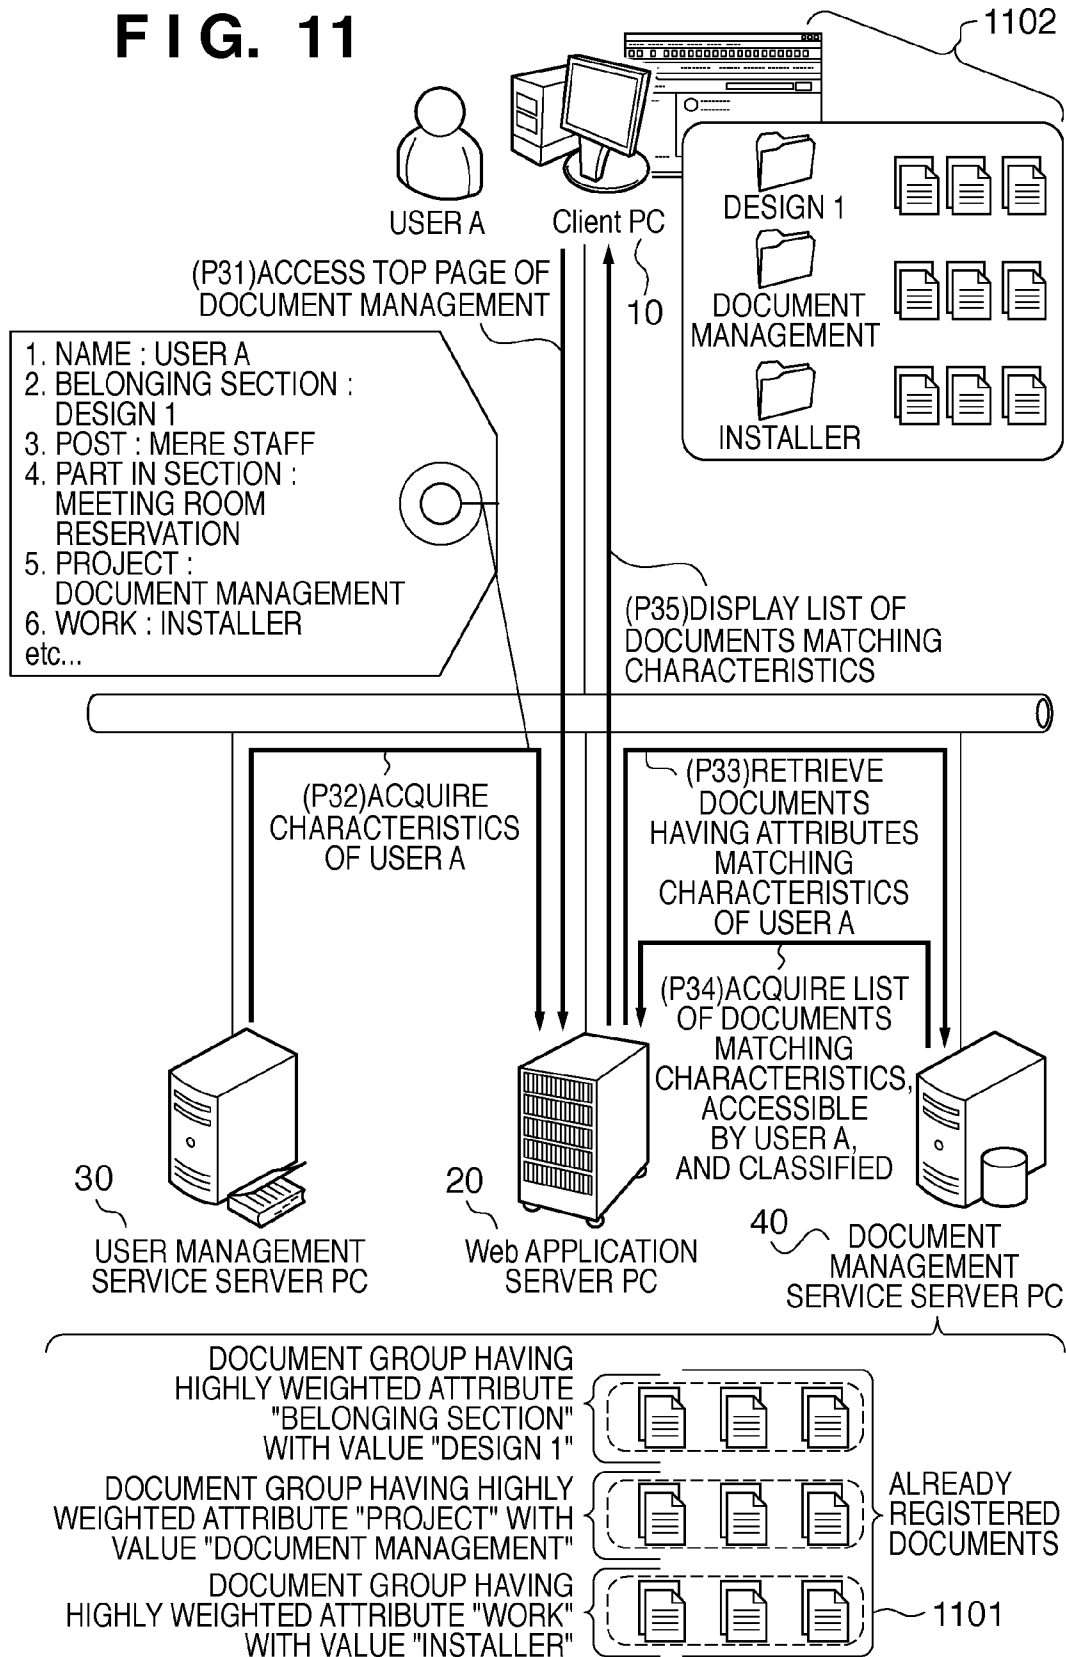 FIG. 11
1102
DESIGN 1
DOCUMENT
MANAGEMENT
INSTALLER
USER A
Client PC
10
(P31)ACCESS TOP PAGE OF
DOCUMENT MANAGEMENT
1. NAME : USER A
2. BELONGING SECTION :
DESIGN 1
3. POST : MERE STAFF
4. PART IN SECTION :
MEETING ROOM
RESERVATION
5. PROJECT :
DOCUMENT MANAGEMENT
6. WORK : INSTALLER
etc...
(P35)DISPLAY LIST OF
DOCUMENTS MATCHING
CHARACTERISTICS
(P32)ACQUIRE
CHARACTERISTICS
OF USER A
(P33)RETRIEVE
DOCUMENTS
HAVING ATTRIBUTES
MATCHING
CHARACTERISTICS
OF USER A
(P34)ACQUIRE LIST
OF DOCUMENTS
MATCHING
CHARACTERISTICS,
ACCESSIBLE
BY USER A,
AND CLASSIFIED
30
USER MANAGEMENT
SERVICE SERVER PC
20
Web APPLICATION
SERVER PC
40
DOCUMENT
MANAGEMENT
SERVICE SERVER PC
DOCUMENT GROUP HAVING
HIGHLY WEIGHTED ATTRIBUTE
"BELONGING SECTION"
WITH VALUE "DESIGN 1"
DOCUMENT GROUP HAVING HIGHLY
WEIGHTED ATTRIBUTE "PROJECT" WITH
VALUE "DOCUMENT MANAGEMENT"
DOCUMENT GROUP HAVING
HIGHLY WEIGHTED ATTRIBUTE "WORK"
WITH VALUE "INSTALLER"
ALREADY
REGISTERED
DOCUMENTS
1101